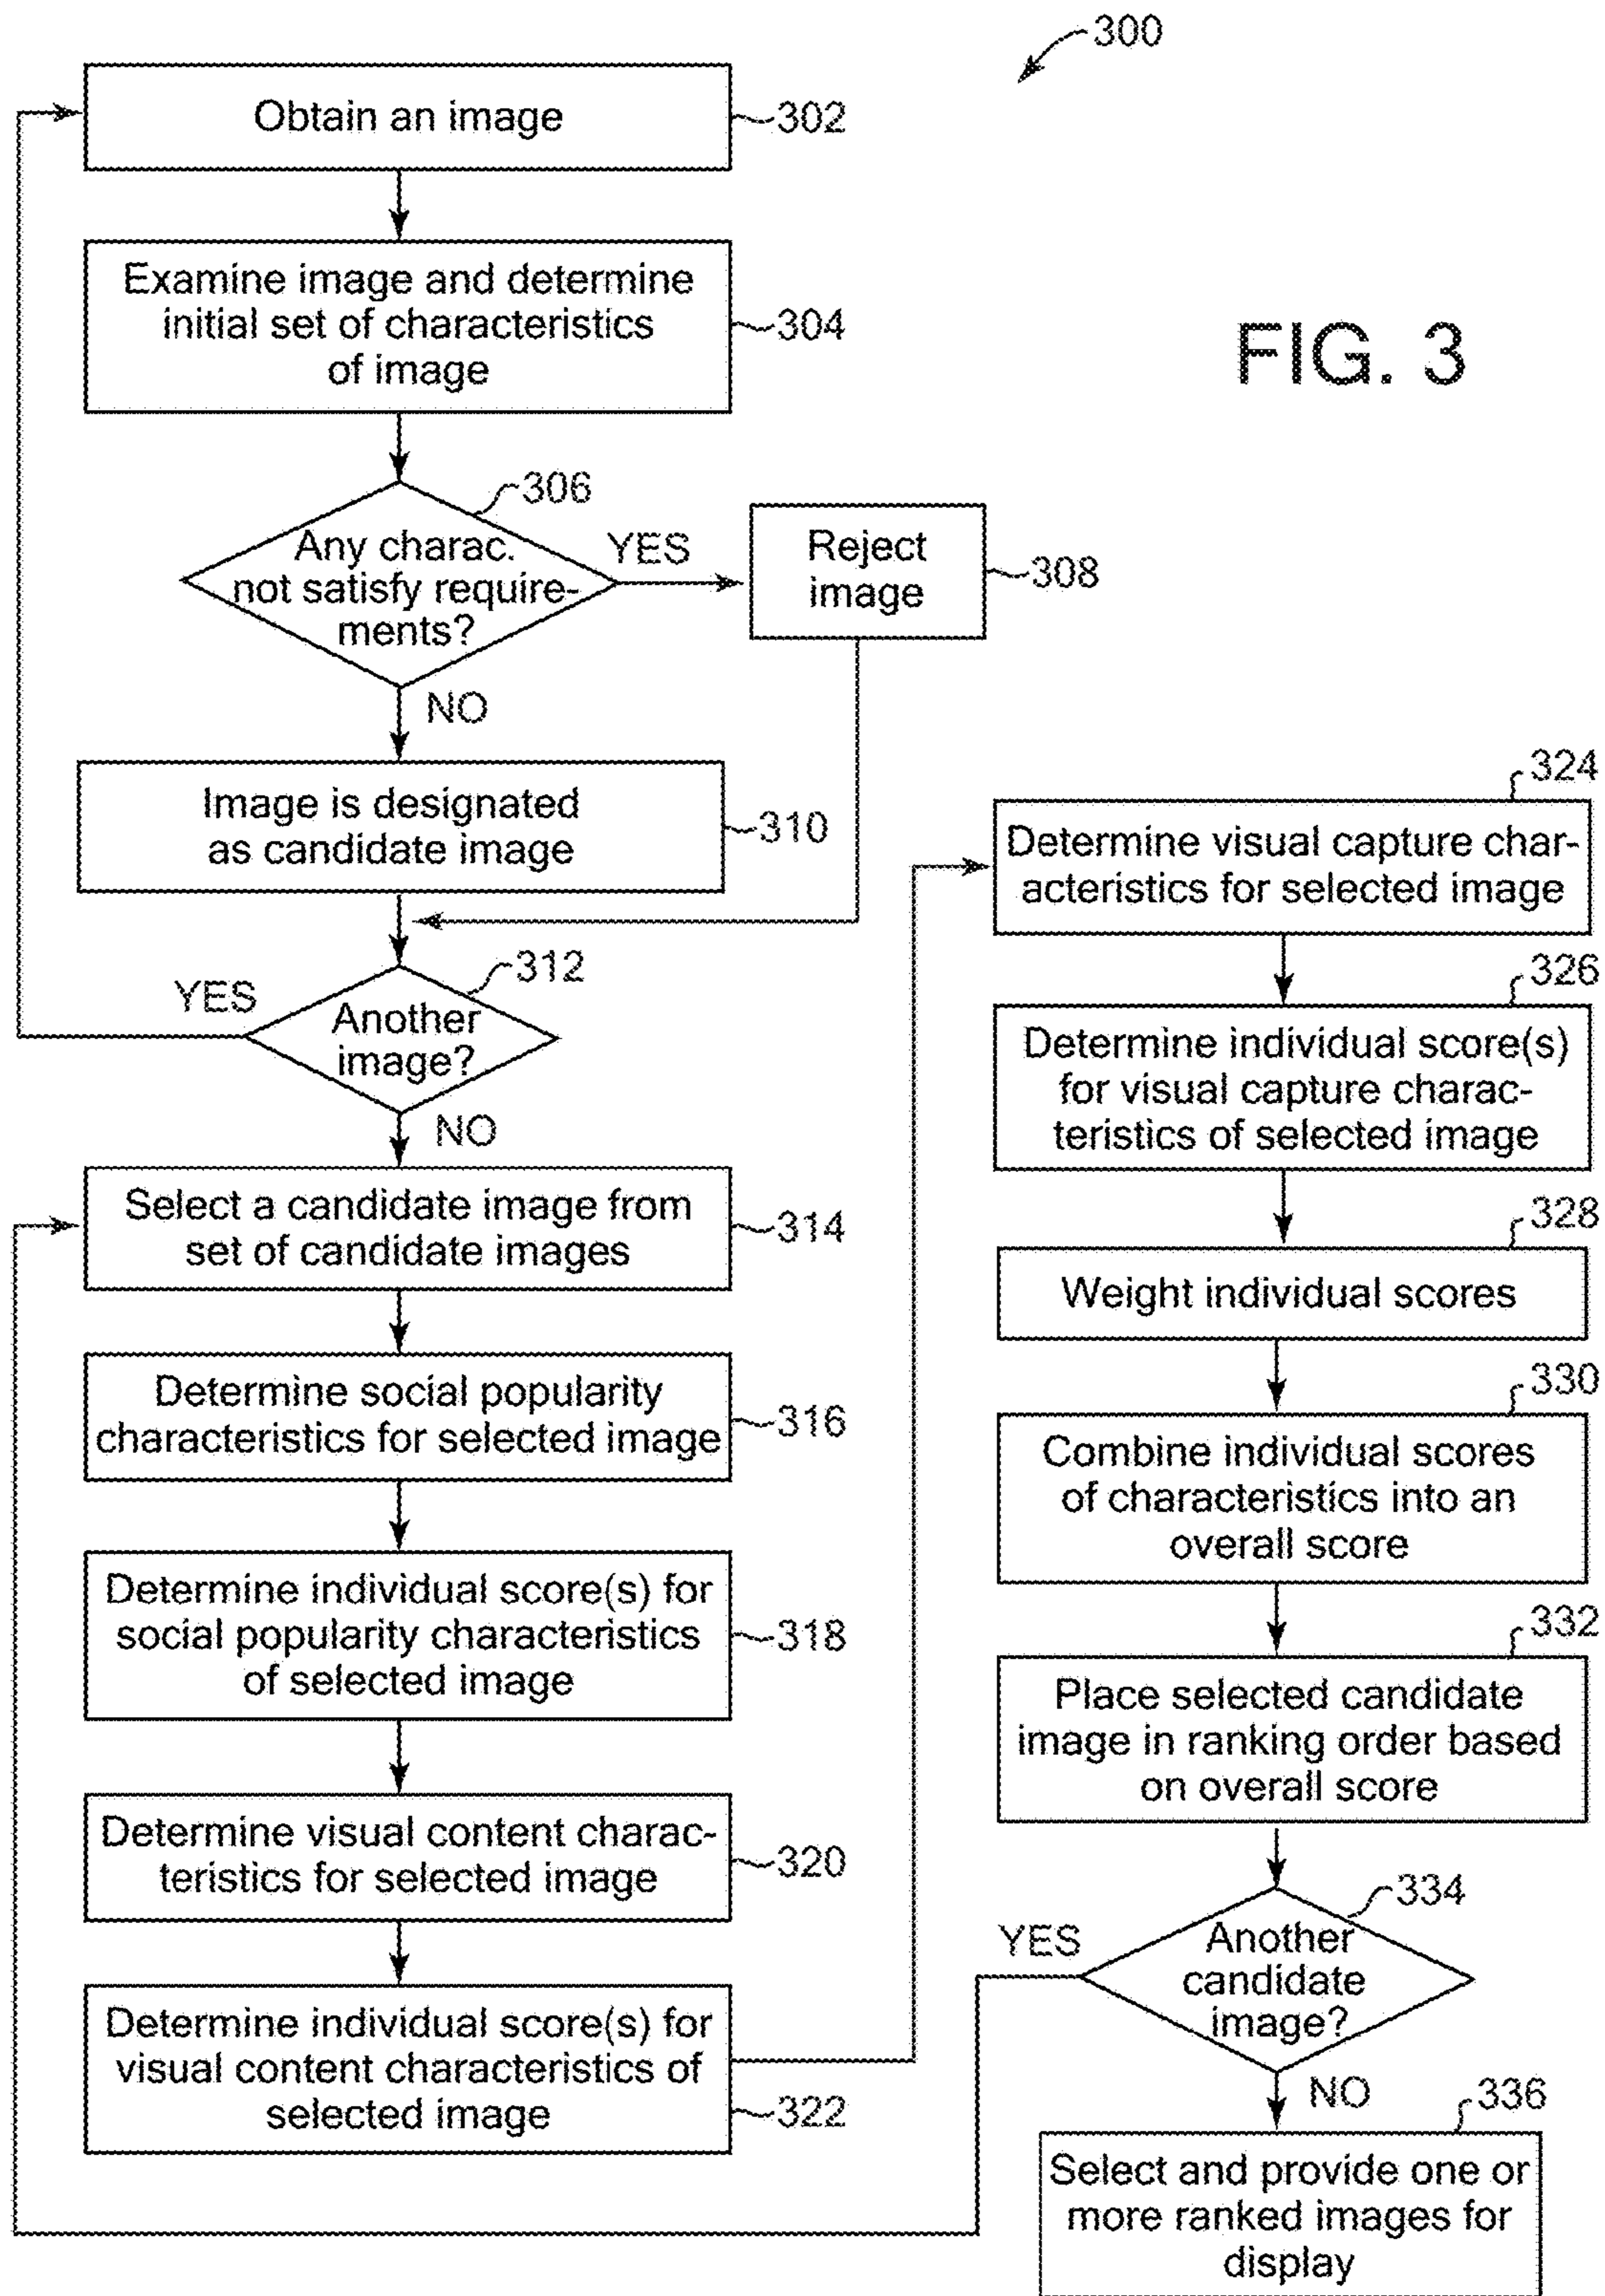 300
Obtain an image
302
Examine image and determine
initial set of characteristics
of image
304
FIG. 3
306
Any charac.
not satisfy require-
ments?
YES
Reject
image
308
NO
Image is designated
as candidate image
310
312
YES
Another
image?
NO
Select a candidate image from
set of candidate images
314
Determine social popularity
characteristics for selected image
316
Determine individual score(s) for
social popularity characteristics
of selected image
318
Determine visual content charac-
teristics for selected image
320
Determine individual score(s) for
visual content characteristics of
selected image
322
324
Determine visual capture char-
acteristics for selected image
326
Determine individual score(s)
for visual capture charac-
teristics of selected image
328
Weight individual scores
330
Combine individual scores
of characteristics into an
overall score
332
Place selected candidate
image in ranking order based
on overall score
334
YES
Another
candidate
image?
NO
336
Select and provide one or
more ranked images for
display